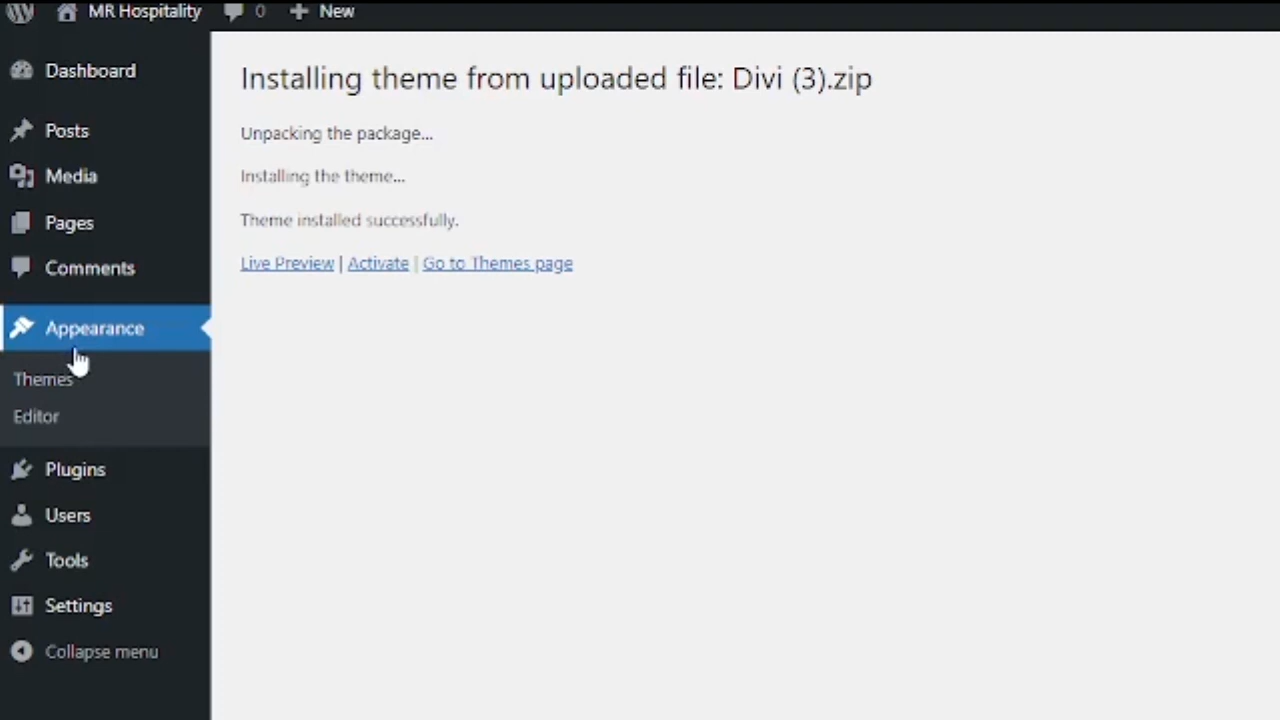 MR Hospitality 0 New
Dashboard
Posts
Media
Pages
Comments
Appearance
Themes
Editor
Plugins
Users
Tools
Settings
Collapse menu
Installing theme from uploaded file: Divi (3).zip
Unpacking the package...
Installing the theme...
Theme installed successfully.
Live Preview | Activate | Go to Themes page